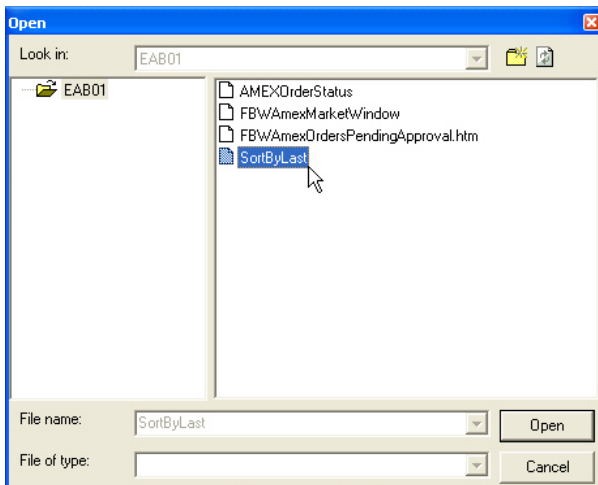 Open
Look in:
EAB01
EAB01
AMEXOrderStatus
FBWAmexMarketWindow
FBWAmexOrdersPendingApproval.htm
SortByLast
File name:
SortByLast
Open
File of type:
Cancel